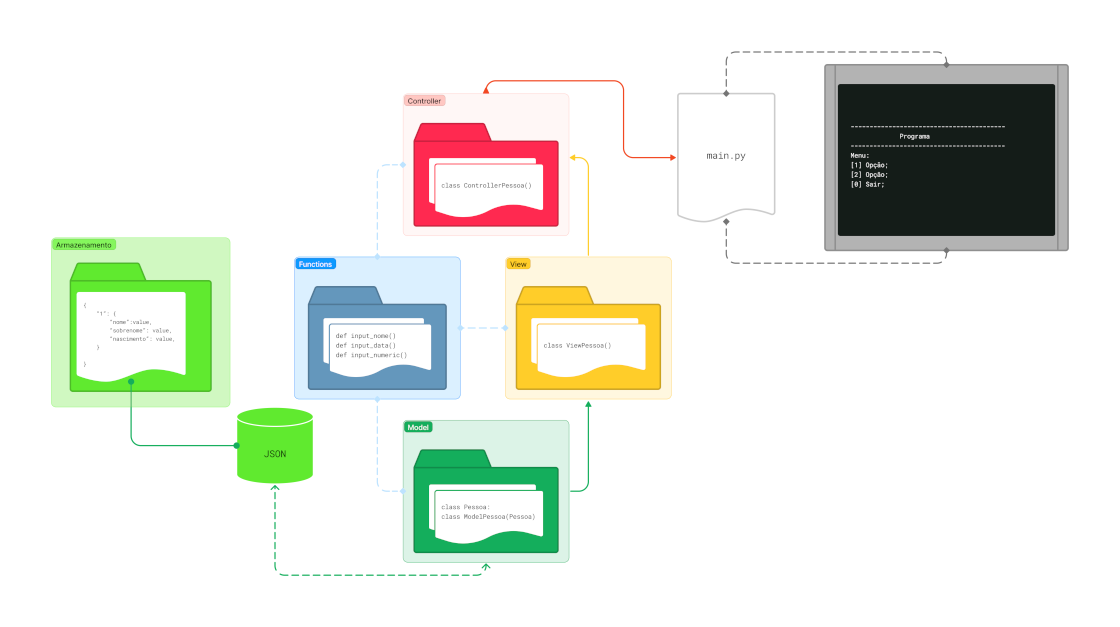 Controller
class ControllerPessoa()
main.py
-----------------------------------------
Programa
-----------------------------------------
Menu:
[1] Opção;
[2] Opção;
[0] Sair;
Armazenamento
{
"1": {
"nome":value,
"sobrenome": value,
"nascimento": value,
}
}
Functions
def input_nome()
def input_data()
def input_numeric()
View
class ViewPessoa()
JSON
Model
class Pessoa:
class ModelPessoa(Pessoa)